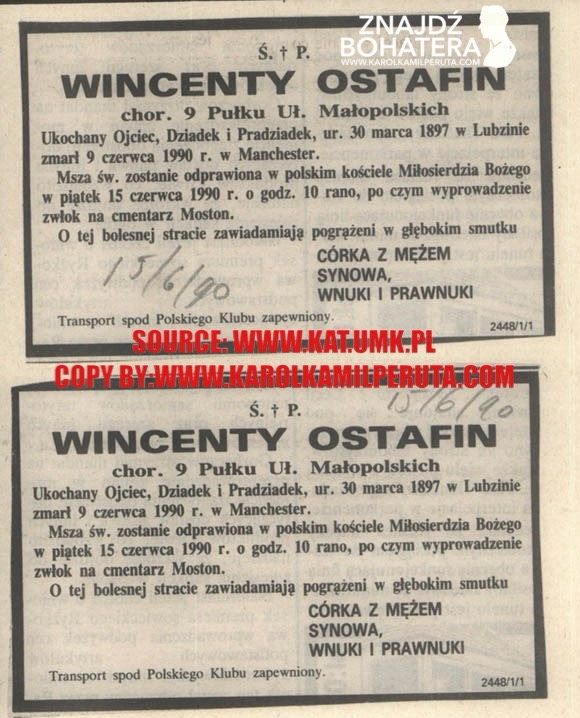 ZNAJDŹ
BOHATERA
WWW.KAROLKAMILPERUTA.COM
Ś. † P.
WINCENTY OSTAFIN
chor. 9 Pułku Uł. Małopolskich
Ukochany Ojciec, Dziadek i Pradziadek, ur. 30 marca 1897 w Lubzinie
zmarł 9 czerwca 1990 r. w Manchester.
Msza św. zostanie odprawiona w polskim kościele Miłosierdzia Bożego
w piątek 15 czerwca 1990 r. o godz. 10 rano, po czym wyprowadzenie
zwłok na cmentarz Moston.
O tej bolesnej stracie zawiadamiają pogrążeni w głębokim smutku
CÓRKA Z MĘŻEM
SYNOWA,
WNUKI I PRAWNUKI
15/6/90
Transport spod Polskiego Klubu zapewniony.
2448/1/1
SOURCE: WWW.KAT.UMK.PL
COPY BY:WWW.KAROLKAMILPERUTA.COM
15/6/90
Ś. † P.
WINCENTY OSTAFIN
chor. 9 Pułku Uł. Małopolskich
Ukochany Ojciec, Dziadek i Pradziadek, ur. 30 marca 1897 w Lubzinie
zmarł 9 czerwca 1990 r. w Manchester.
Msza św. zostanie odprawiona w polskim kościele Miłosierdzia Bożego
w piątek 15 czerwca 1990 r. o godz. 10 rano, po czym wyprowadzenie
zwłok na cmentarz Moston.
O tej bolesnej stracie zawiadamiają pogrążeni w głębokim smutku
CÓRKA Z MĘŻEM
SYNOWA,
WNUKI I PRAWNUKI
Transport spod Polskiego Klubu zapewniony.
2448/1/1